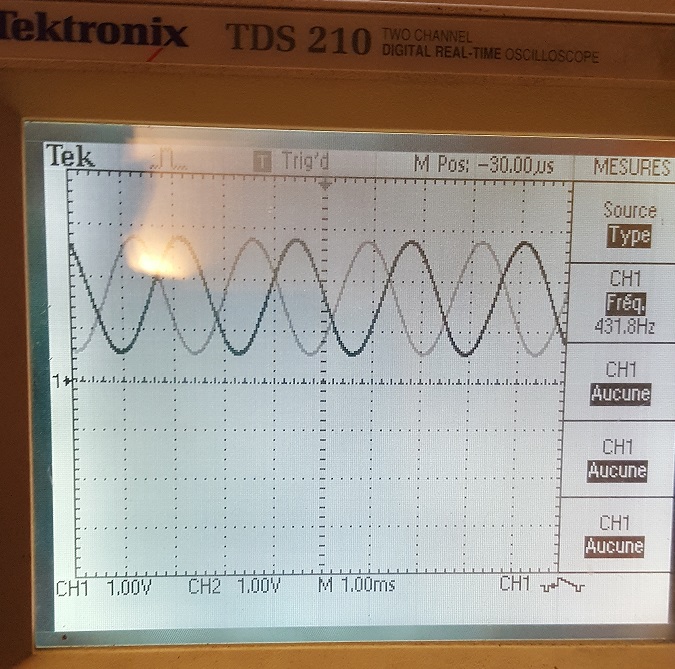 Tektronix TDS 210 TWO CHANNEL
DIGITAL REAL-TIME OSCILLOSCOPE
Tek T Trig'd M Pos: -30.00µs MESURES
Source
Type
CH1
Fréq.
431.8Hz
CH1
Aucune
CH1
Aucune
CH1
Aucune
1
CH1 1.00V CH2 1.00V M 1.00ms CH1